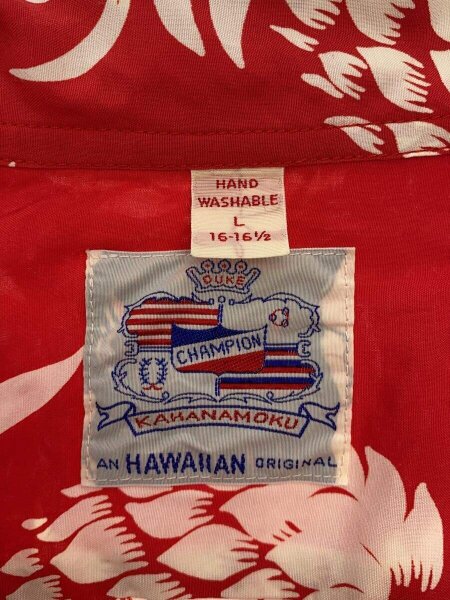 HAND
WASHABLE
L
16-16½
DUKE
CHAMPION
KAHANAMOKU
AN HAWAIIAN ORIGINAL